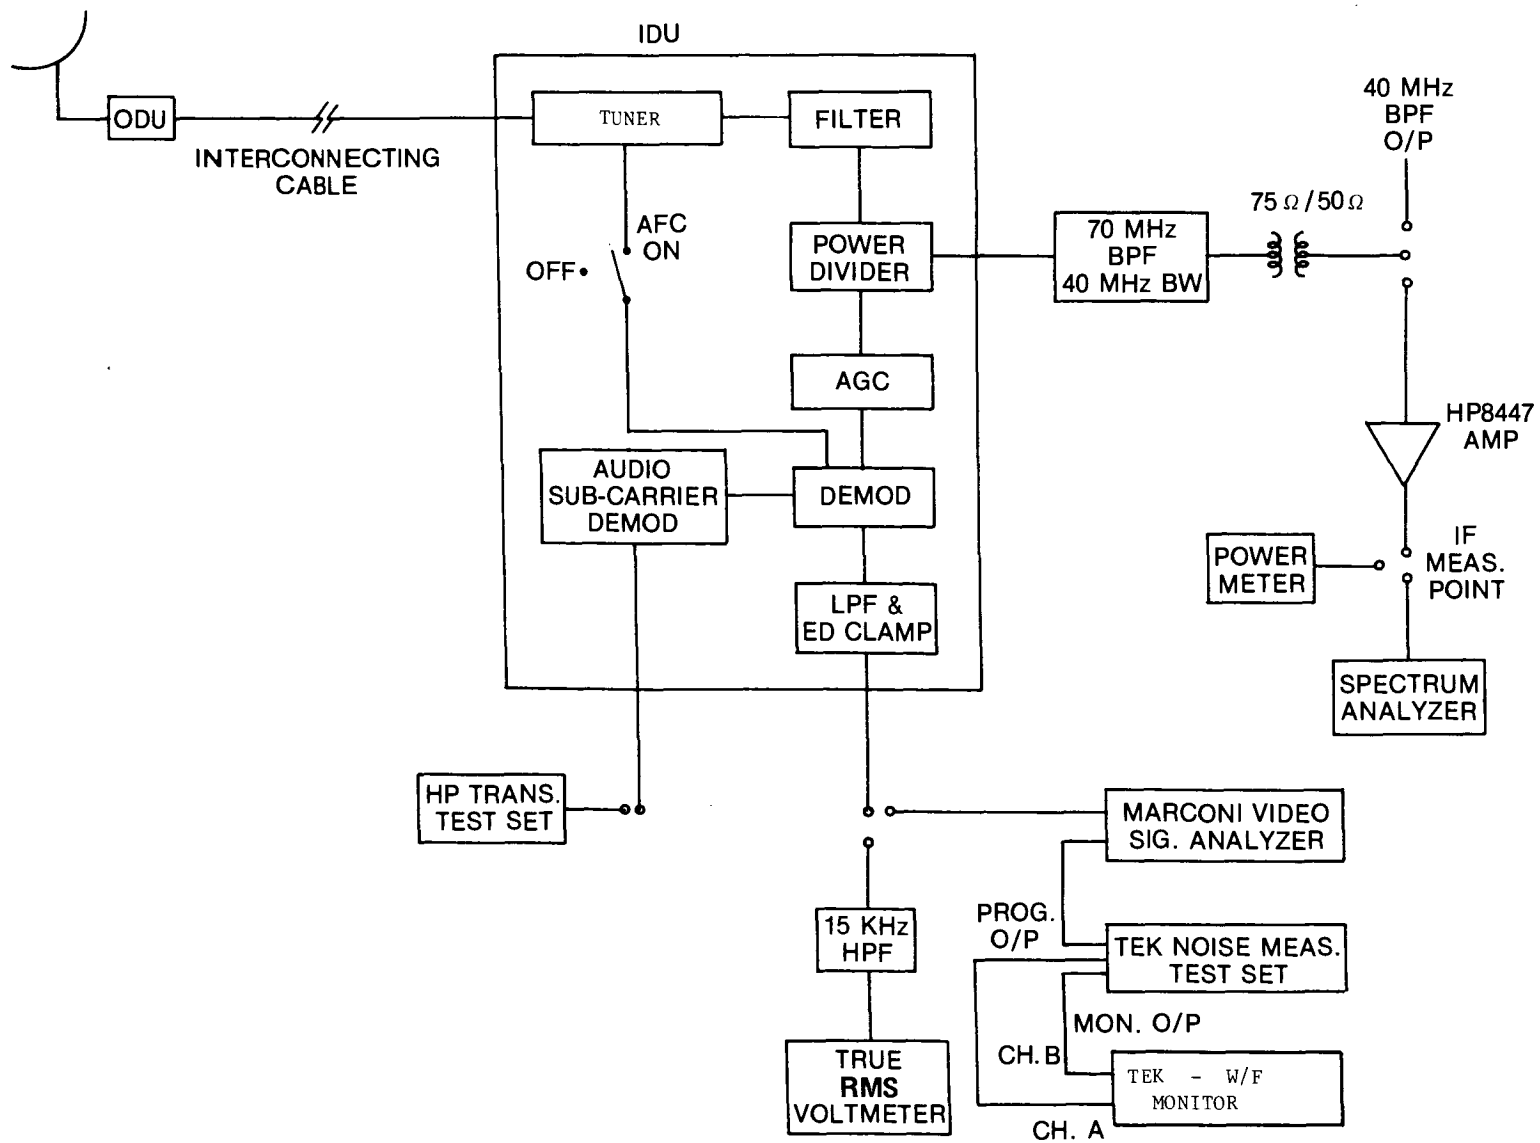 IDU
ODU
INTERCONNECTING
CABLE
TUNER
FILTER
AFC
ON
OFF
POWER
DIVIDER
AGC
AUDIO
SUB-CARRIER
DEMOD
DEMOD
LPF &
ED CLAMP
70 MHz
BPF
40 MHz BW
75 Ω / 50 Ω
40 MHz
BPF
O/P
HP8447
AMP
POWER
METER
IF
MEAS.
POINT
SPECTRUM
ANALYZER
HP TRANS.
TEST SET
15 KHz
HPF
TRUE
RMS
VOLTMETER
MARCONI VIDEO
SIG. ANALYZER
PROG.
O/P
TEK NOISE MEAS.
TEST SET
MON. O/P
CH. B
TEK - W/F
MONITOR
CH. A